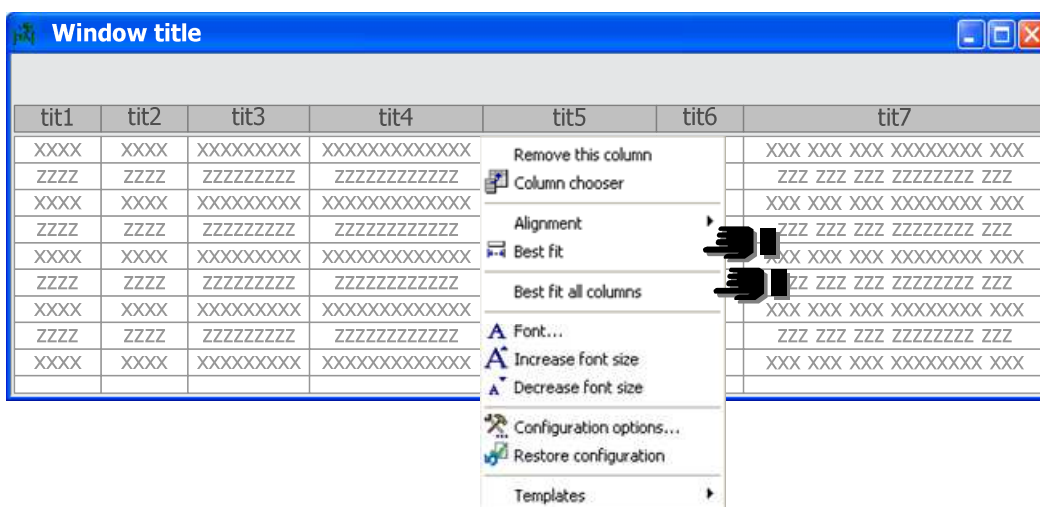 Window title
tit1 tit2 tit3 tit4 tit5 tit6 tit7
XXXX XXXX XXXXXXXXX XXXXXXXXXXXXX XXX XXX XXX XXXXXXXX XXX
ZZZZ ZZZZ ZZZZZZZZZ ZZZZZZZZZZZZ ZZZ ZZZ ZZZ ZZZZZZZZ ZZZ
XXXX XXXX XXXXXXXXX XXXXXXXXXXXXX XXX XXX XXX XXXXXXXX XXX
ZZZZ ZZZZ ZZZZZZZZZ ZZZZZZZZZZZZ ZZZ ZZZ ZZZ ZZZZZZZZ ZZZ
XXXX XXXX XXXXXXXXX XXXXXXXXXXXXX XXX XXX XXX XXXXXXXX XXX
ZZZZ ZZZZ ZZZZZZZZZ ZZZZZZZZZZZZ ZZ ZZZ ZZZ ZZZZZZZZ ZZZ
XXXX XXXX XXXXXXXXX XXXXXXXXXXXXX XXX XXX XXX XXXXXXXX XXX
ZZZZ ZZZZ ZZZZZZZZZ ZZZZZZZZZZZZ ZZZ ZZZ ZZZ ZZZZZZZZ ZZZ
XXXX XXXX XXXXXXXXX XXXXXXXXXXXXX XXX XXX XXX XXXXXXXX XXX
Remove this column
Column chooser
Alignment
Best fit
Best fit all columns
Font...
Increase font size
Decrease font size
Configuration options...
Restore configuration
Templates